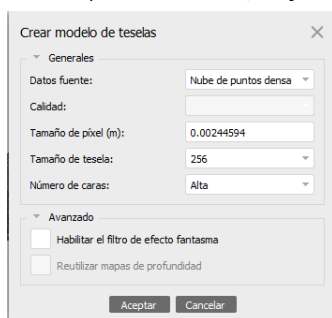 Crear modelo de teselas
Generales
Datos fuente: Nube de puntos densa
Calidad:
Tamaño de píxel (m): 0.00244594
Tamaño de tesela: 256
Número de caras: Alta
Avanzado
Habilitar el filtro de efecto fantasma
Reutilizar mapas de profundidad
Aceptar Cancelar